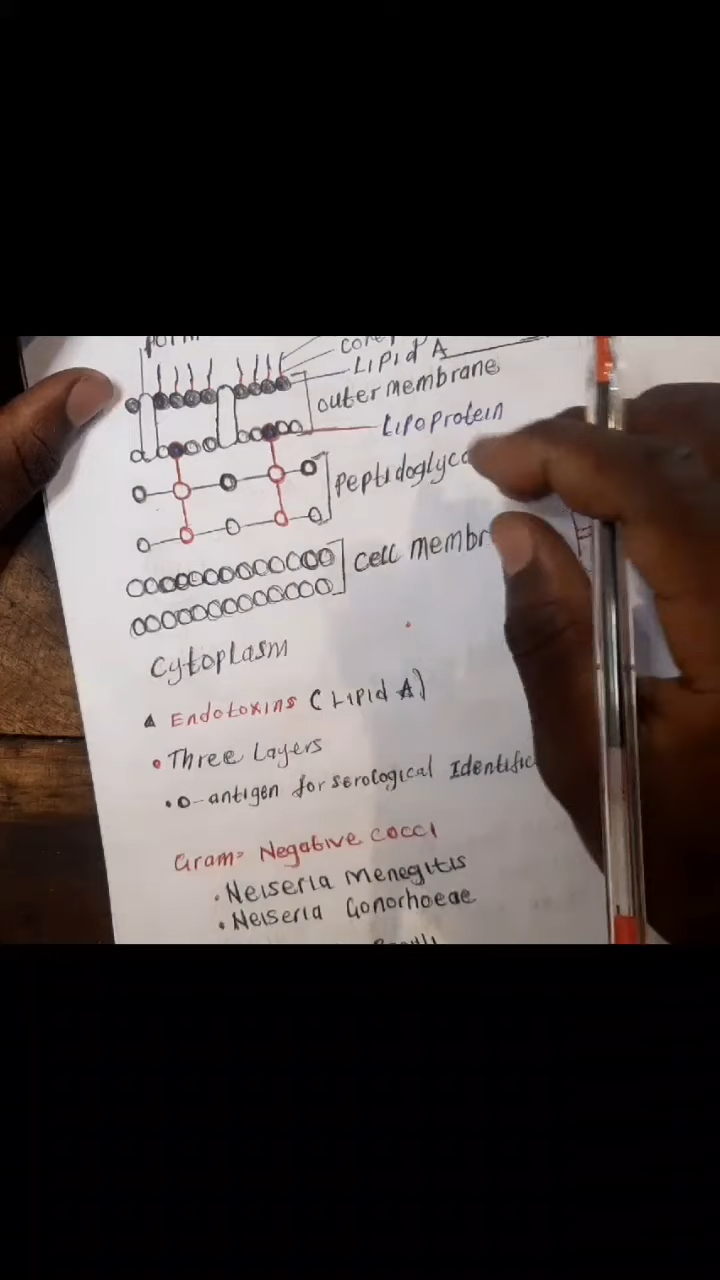 Lipid A
outer membrane
Lipoprotein
cell
Cytoplasm
Endotoxins (Lipid A)
• Three Layers
• O-antigen for serological
Gram- Negative cocci
• Neiseria Menegitis
• Neiseria Gonorhoeae